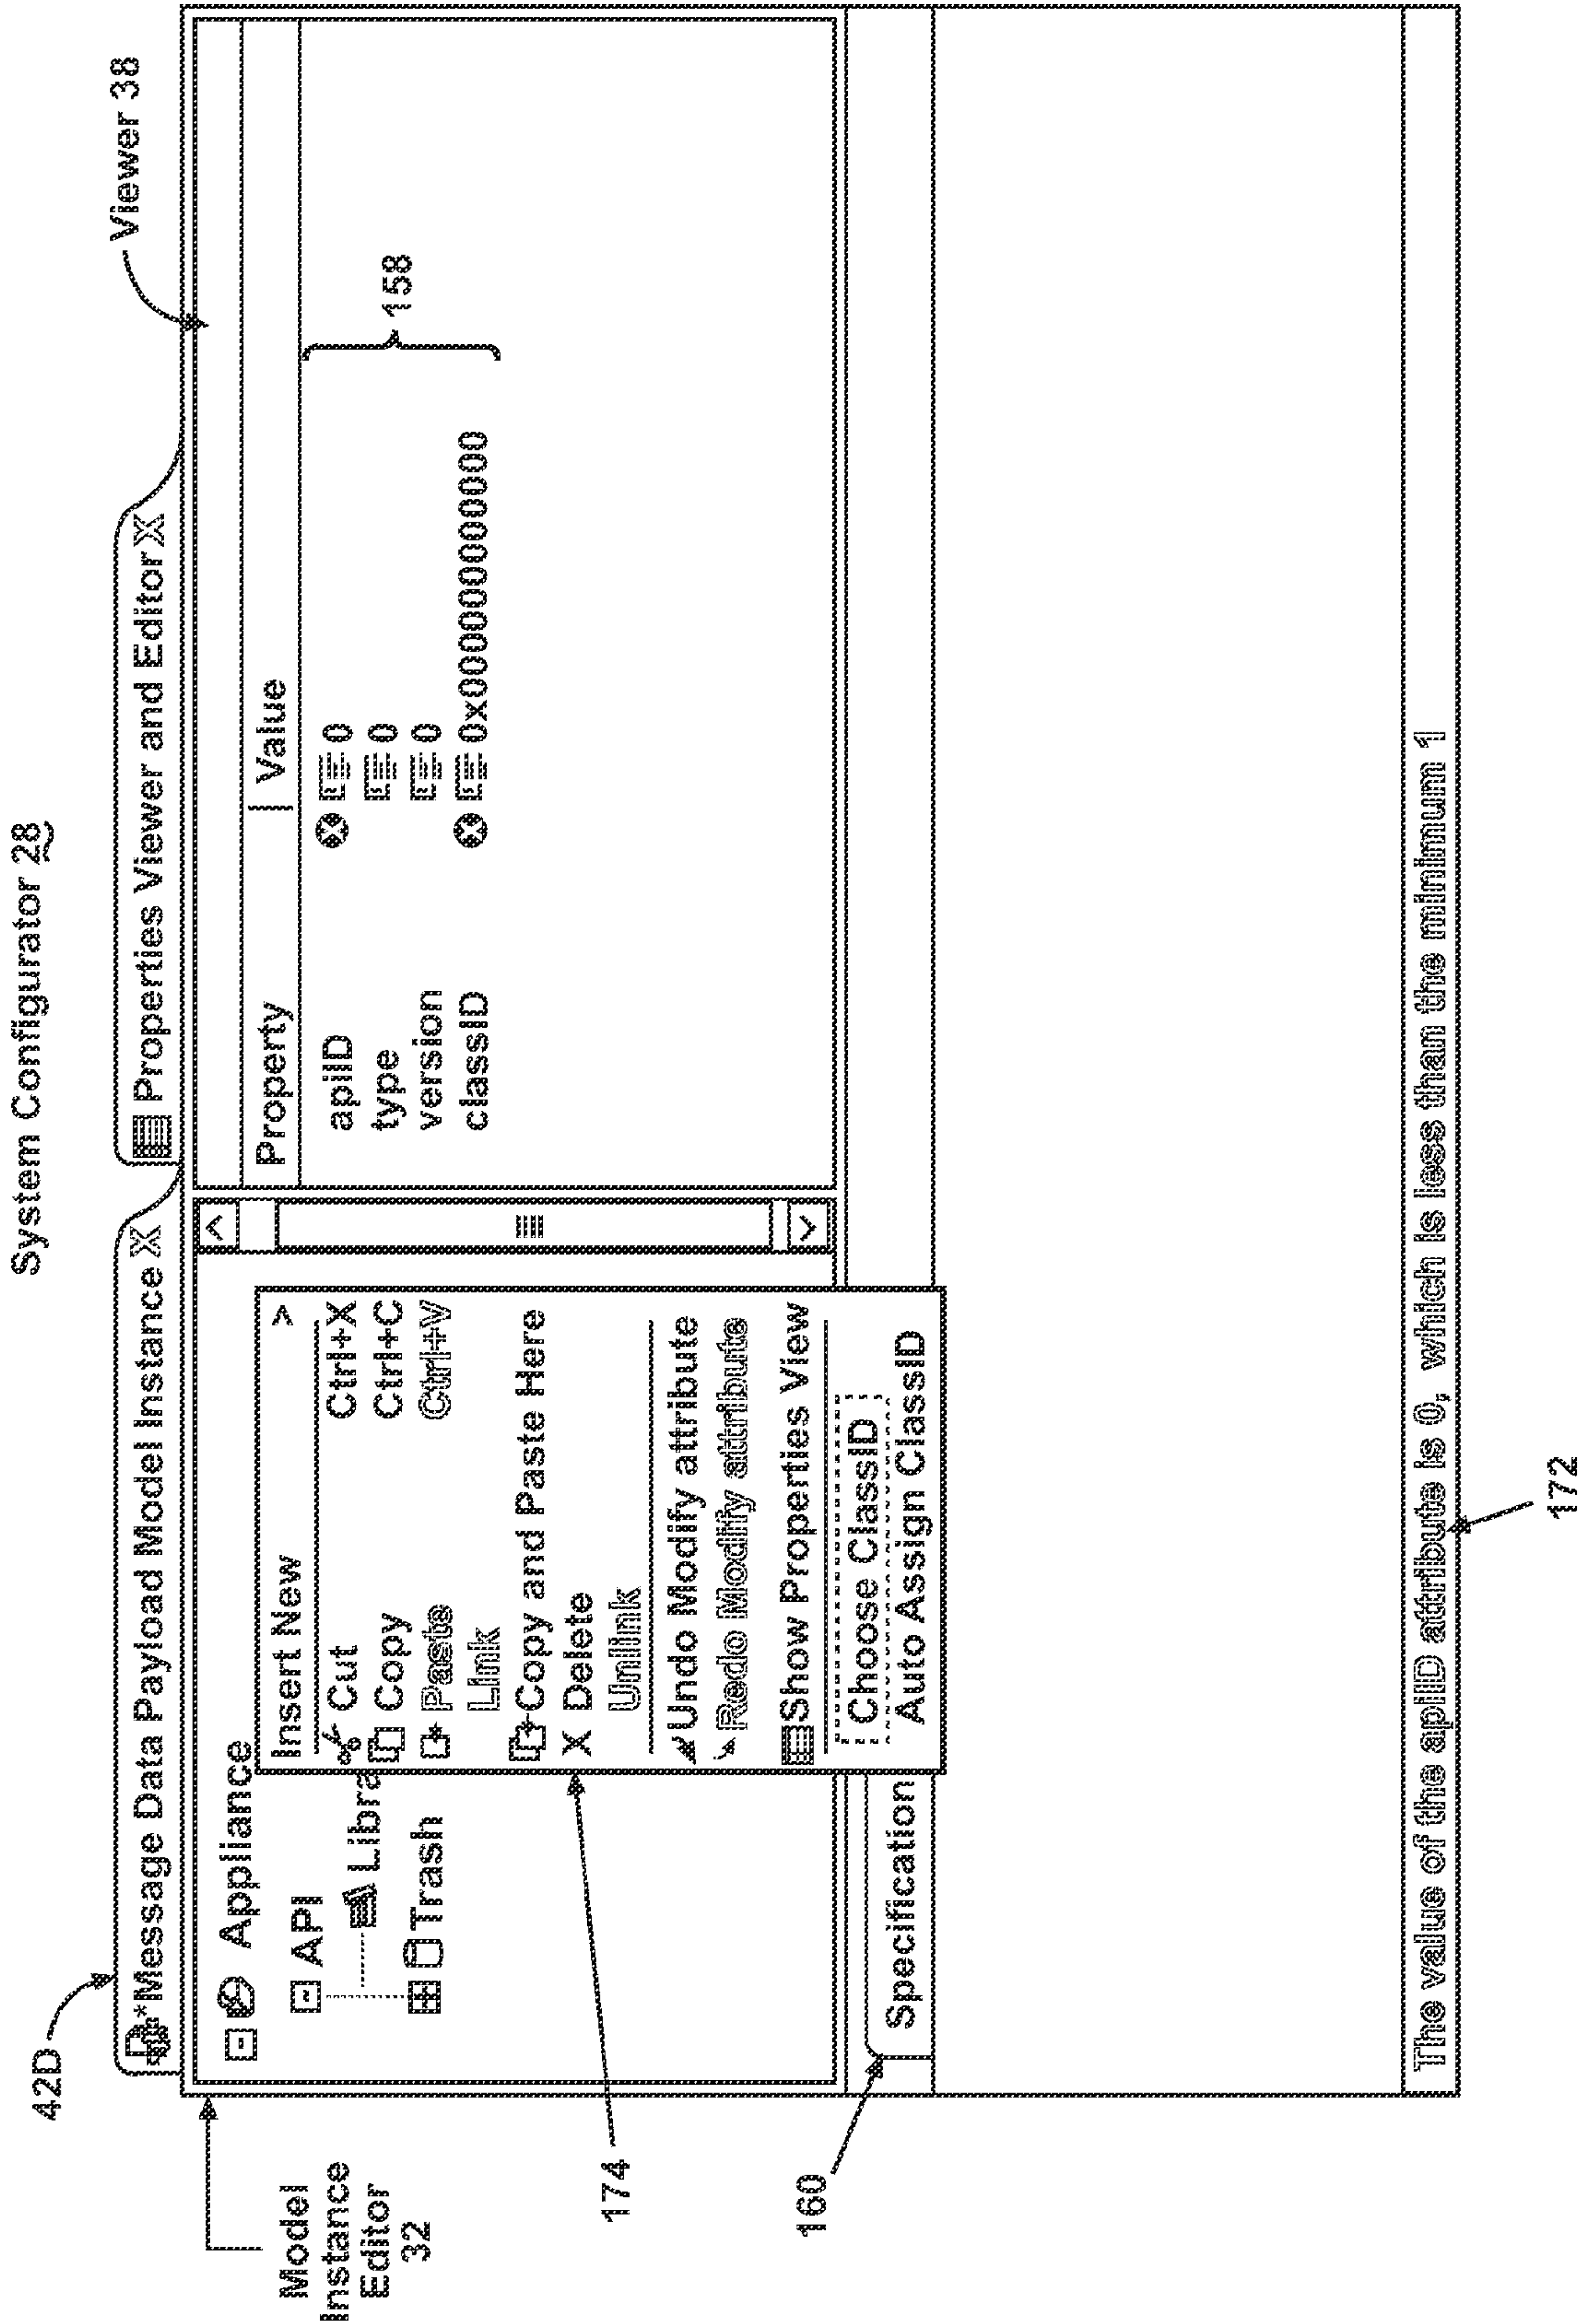 System Configurator 28
42D
*Message Data Payload Model Instance X
Properties Viewer and Editor X
Viewer 38
Model
Instance
Editor
32
Appliance
API
Libra
Trash
Insert New >
Cut Ctrl+X
Copy Ctrl+C
Paste Ctrl+V
Link
Copy and Paste Here
X Delete
Unlink
Undo Modify attribute
Redo Modify attribute
Show Properties View
Choose ClassID
Auto Assign ClassID
Property | Value
apiID 0
type 0
version 0
classID 0x0000000000
158
174
160
Specification
The value of the apiID attribute is 0, which is less than the minimum 1
172